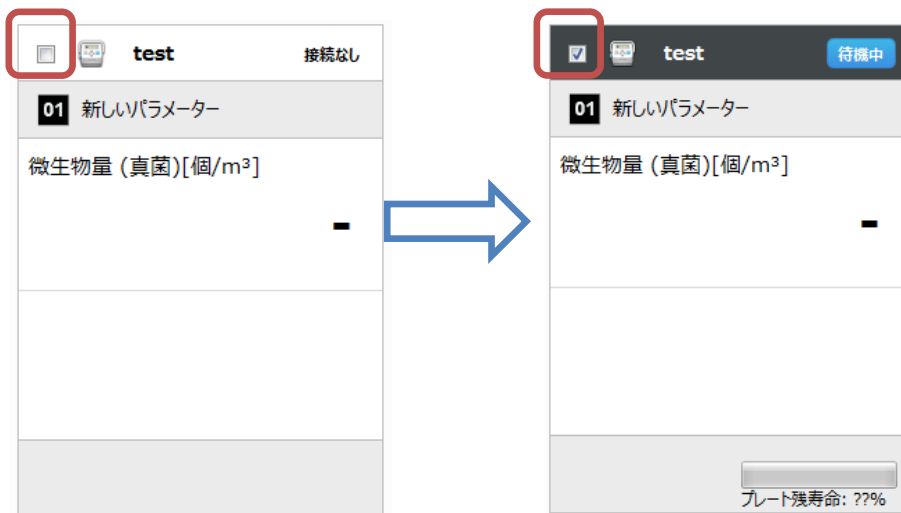 test 接続なし
01 新しいパラメーター
微生物量 (真菌)[個/m³]
-
test 待機中
01 新しいパラメーター
微生物量 (真菌)[個/m³]
-
プレート残寿命: ??%